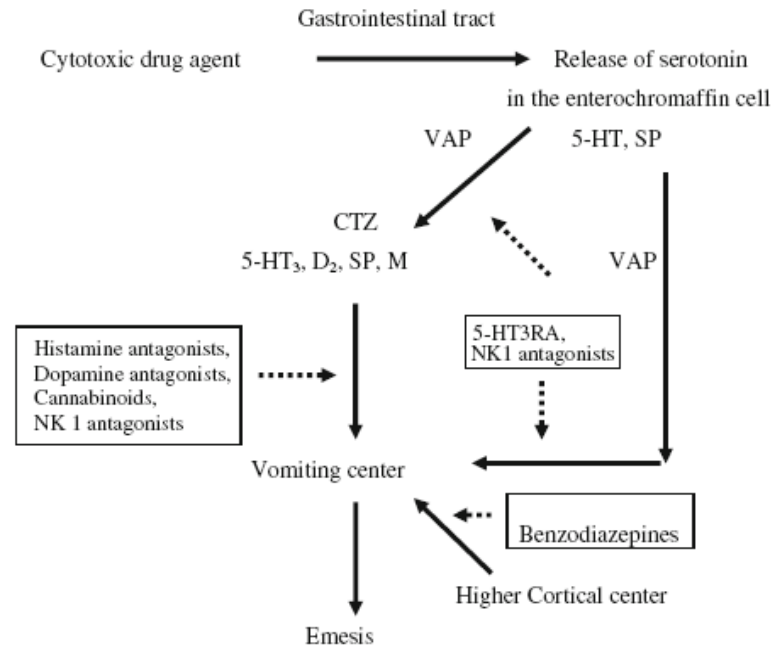 Gastrointestinal tract
Cytotoxic drug agent
Release of serotonin
in the enterochromaffin cell
VAP
5-HT, SP
CTZ
5-HT₃, D₂, SP, M
VAP
Histamine antagonists,
Dopamine antagonists,
Cannabinoids,
NK 1 antagonists
5-HT3RA,
NK1 antagonists
Vomiting center
Benzodiazepines
Higher Cortical center
Emesis